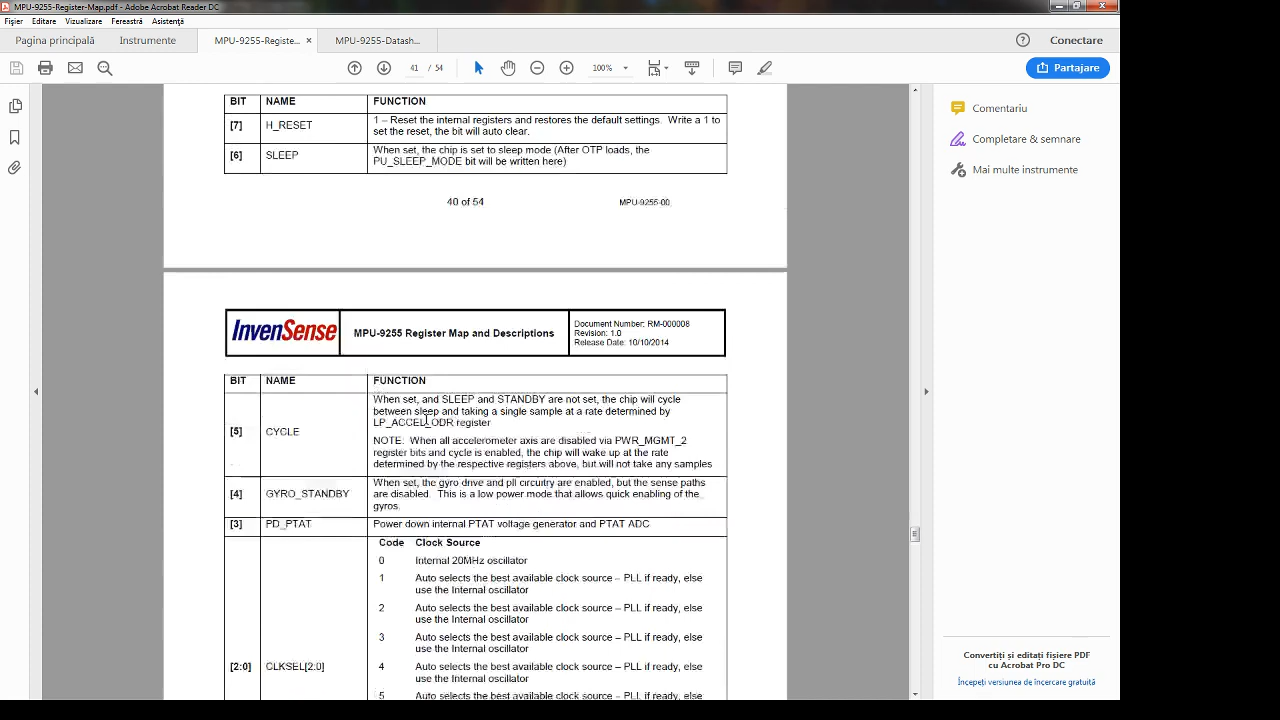 MPU-9255-Register-Map.pdf - Adobe Acrobat Reader DC
Fișier Editare Vizualizare Fereastră Asistență
Pagina principală Instrumente MPU-9255-Registe... × MPU-9255-Datash... Conectare
41 / 54 100% Partajare
BIT NAME FUNCTION
[7] H_RESET 1 – Reset the internal registers and restores the default settings. Write a 1 to
set the reset, the bit will auto clear.
[6] SLEEP When set, the chip is set to sleep mode (After OTP loads, the
PU_SLEEP_MODE bit will be written here)
40 of 54 MPU-9255-00
InvenSense MPU-9255 Register Map and Descriptions
Document Number: RM-000008
Revision: 1.0
Release Date: 10/10/2014
BIT NAME FUNCTION
[5] CYCLE When set, and SLEEP and STANDBY are not set, the chip will cycle
between sleep and taking a single sample at a rate determined by
LP_ACCEL_ODR register
NOTE: When all accelerometer axis are disabled via PWR_MGMT_2
register bits and cycle is enabled, the chip will wake up at the rate
determined by the respective registers above, but will not take any samples
[4] GYRO_STANDBY When set, the gyro drive and pll circuitry are enabled, but the sense paths
are disabled. This is a low power mode that allows quick enabling of the
gyros.
[3] PD_PTAT Power down internal PTAT voltage generator and PTAT ADC
Code Clock Source
0 Internal 20MHz oscillator
1 Auto selects the best available clock source – PLL if ready, else
use the Internal oscillator
2 Auto selects the best available clock source – PLL if ready, else
use the Internal oscillator
3 Auto selects the best available clock source – PLL if ready, else
use the Internal oscillator
[2:0] CLKSEL[2:0] 4 Auto selects the best available clock source – PLL if ready, else
use the Internal oscillator
5 Auto selects the best available clock source – PLL if ready, else
Comentariu
Completare & semnare
Mai multe instrumente
Convertiți și editați fișiere PDF
cu Acrobat Pro DC
Începeți versiunea de încercare gratuită